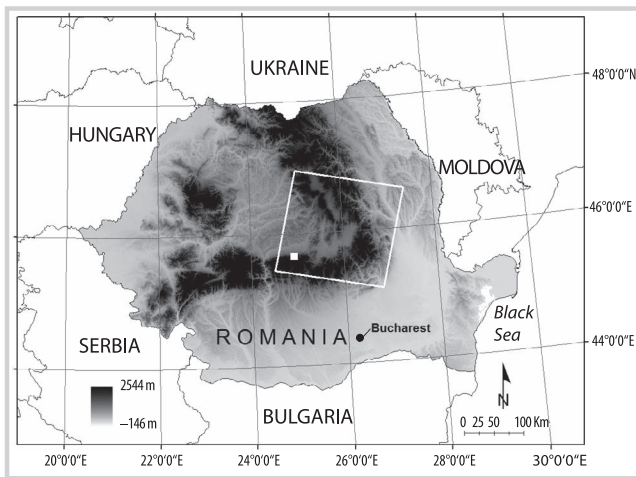 UKRAINE
48°0'0"N
HUNGARY
MOLDOVA
46°0'0"N
Black
Sea
ROMANIA
Bucharest
SERBIA
44°0'0"N
2544 m
–146 m
N
BULGARIA
0 25 50 100 Km
20°0'0"E 22°0'0"E 24°0'0"E 26°0'0"E 28°0'0"E 30°0'0"E